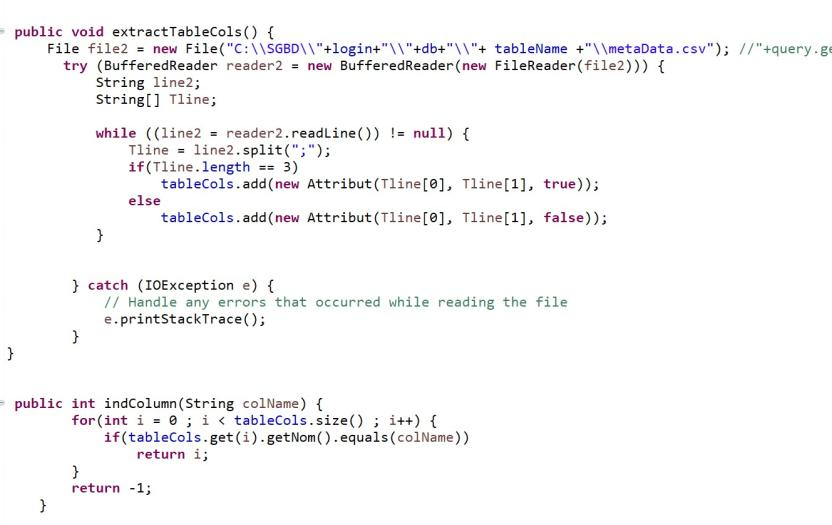 public void extractTableCols() {
File file2 = new File("C:\\SGBD\\"+login+"\\"+db+"\\"+ tableName +"\\metaData.csv"); //"+query.ge
try (BufferedReader reader2 = new BufferedReader(new FileReader(file2))) {
String line2;
String[] Tline;
while ((line2 = reader2.readLine()) != null) {
Tline = line2.split(";");
if(Tline.length == 3)
tableCols.add(new Attribut(Tline[0], Tline[1], true));
else
tableCols.add(new Attribut(Tline[0], Tline[1], false));
}
} catch (IOException e) {
// Handle any errors that occurred while reading the file
e.printStackTrace();
}
}
public int indColumn(String colName) {
for(int i = 0 ; i < tableCols.size() ; i++) {
if(tableCols.get(i).getNom().equals(colName))
return i;
}
return -1;
}